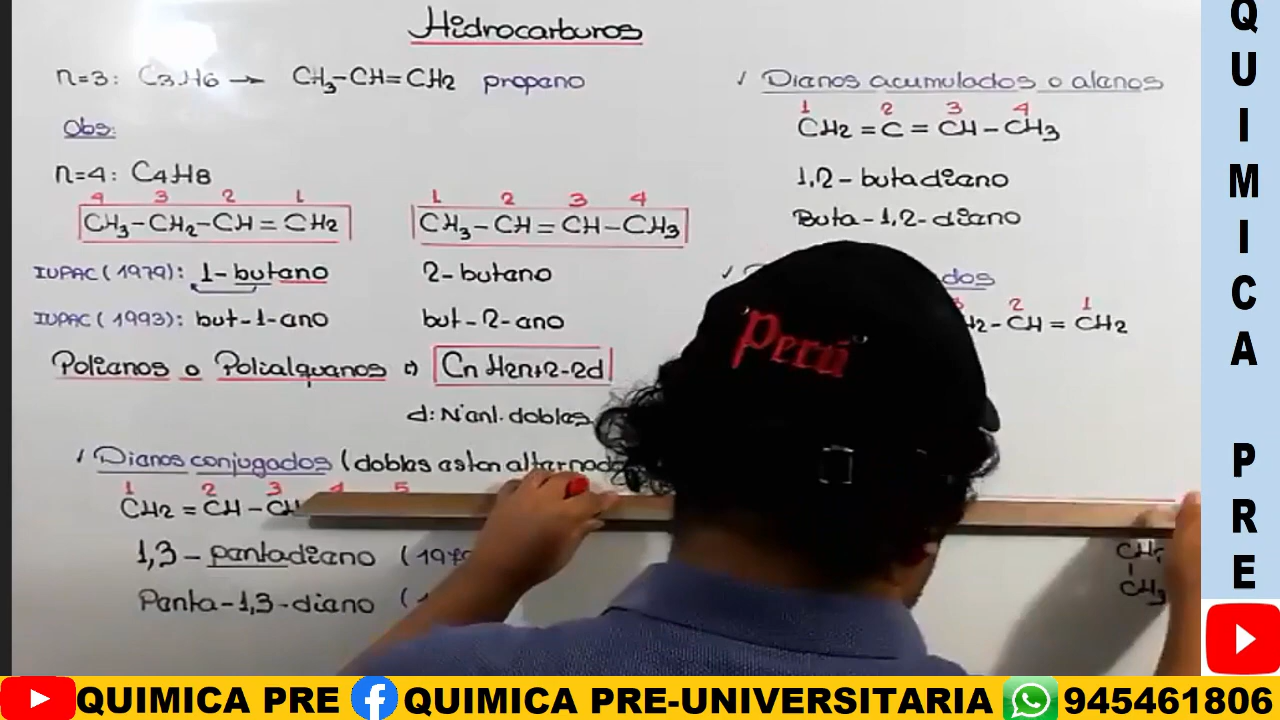 Hidrocarburos
n=3: C3H6 → CH3-CH=CH2 propeno
Obs:
n=4: C4H8
4 3 2 1
CH3-CH2-CH=CH2
1 2 3 4
CH3-CH=CH-CH3
IUPAC (1979): 1-buteno 2-buteno
IUPAC (1993): but-1-eno but-2-eno
Polienos o Polialquenos :) CnH2n+2-2d
d: N°enl. dobles
✓ Dienos conjugados (dobles estan
1 2 3 4 5
CH2=CH-CH
1,3-pentadieno (197
Penta-1,3-dieno (1
✓ Dienos acumulados o alenos
1 2 3 4
CH2=C=CH-CH3
1,2-butadieno
Buta-1,2-dieno
✓ dos
2 1
-CH=CH2
CH3
Perú
QUIMICA PRE
QUIMICA PRE QUIMICA PRE-UNIVERSITARIA 945461806